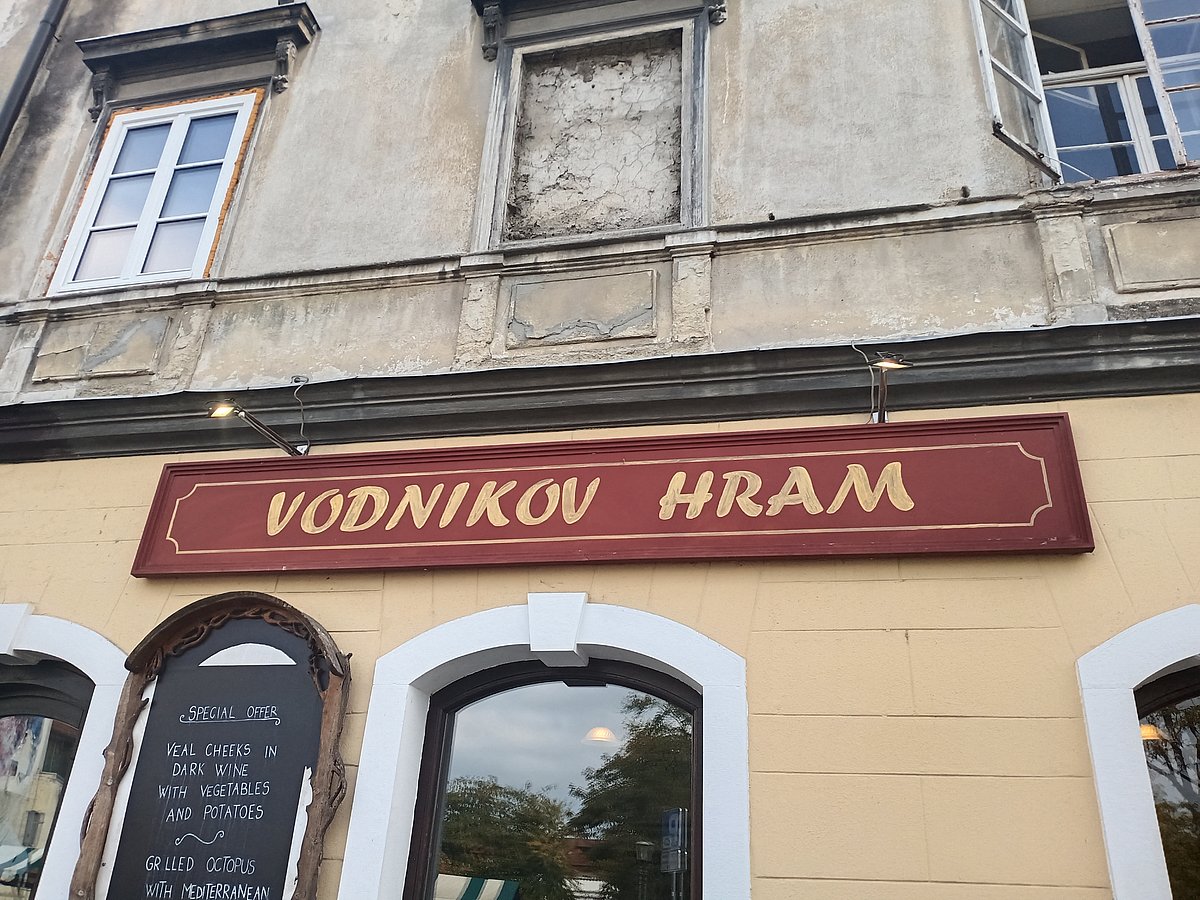 VODNIKOV HRAM
SPECIAL OFFER
VEAL CHEEKS IN
DARK WINE
WITH VEGETABLES
AND POTATOES
GRILLED OCTOPUS
WITH MEDITERRANEAN